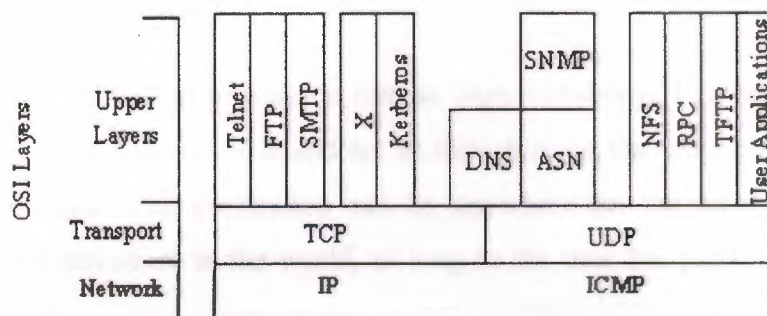 OSI Layers
Upper
Layers
Transport
Network
Telnet
FTP
SMTP
X
Kerberos
SNMP
DNS
ASN
NFS
RPC
TFTP
User Applications
TCP
UDP
IP
ICMP